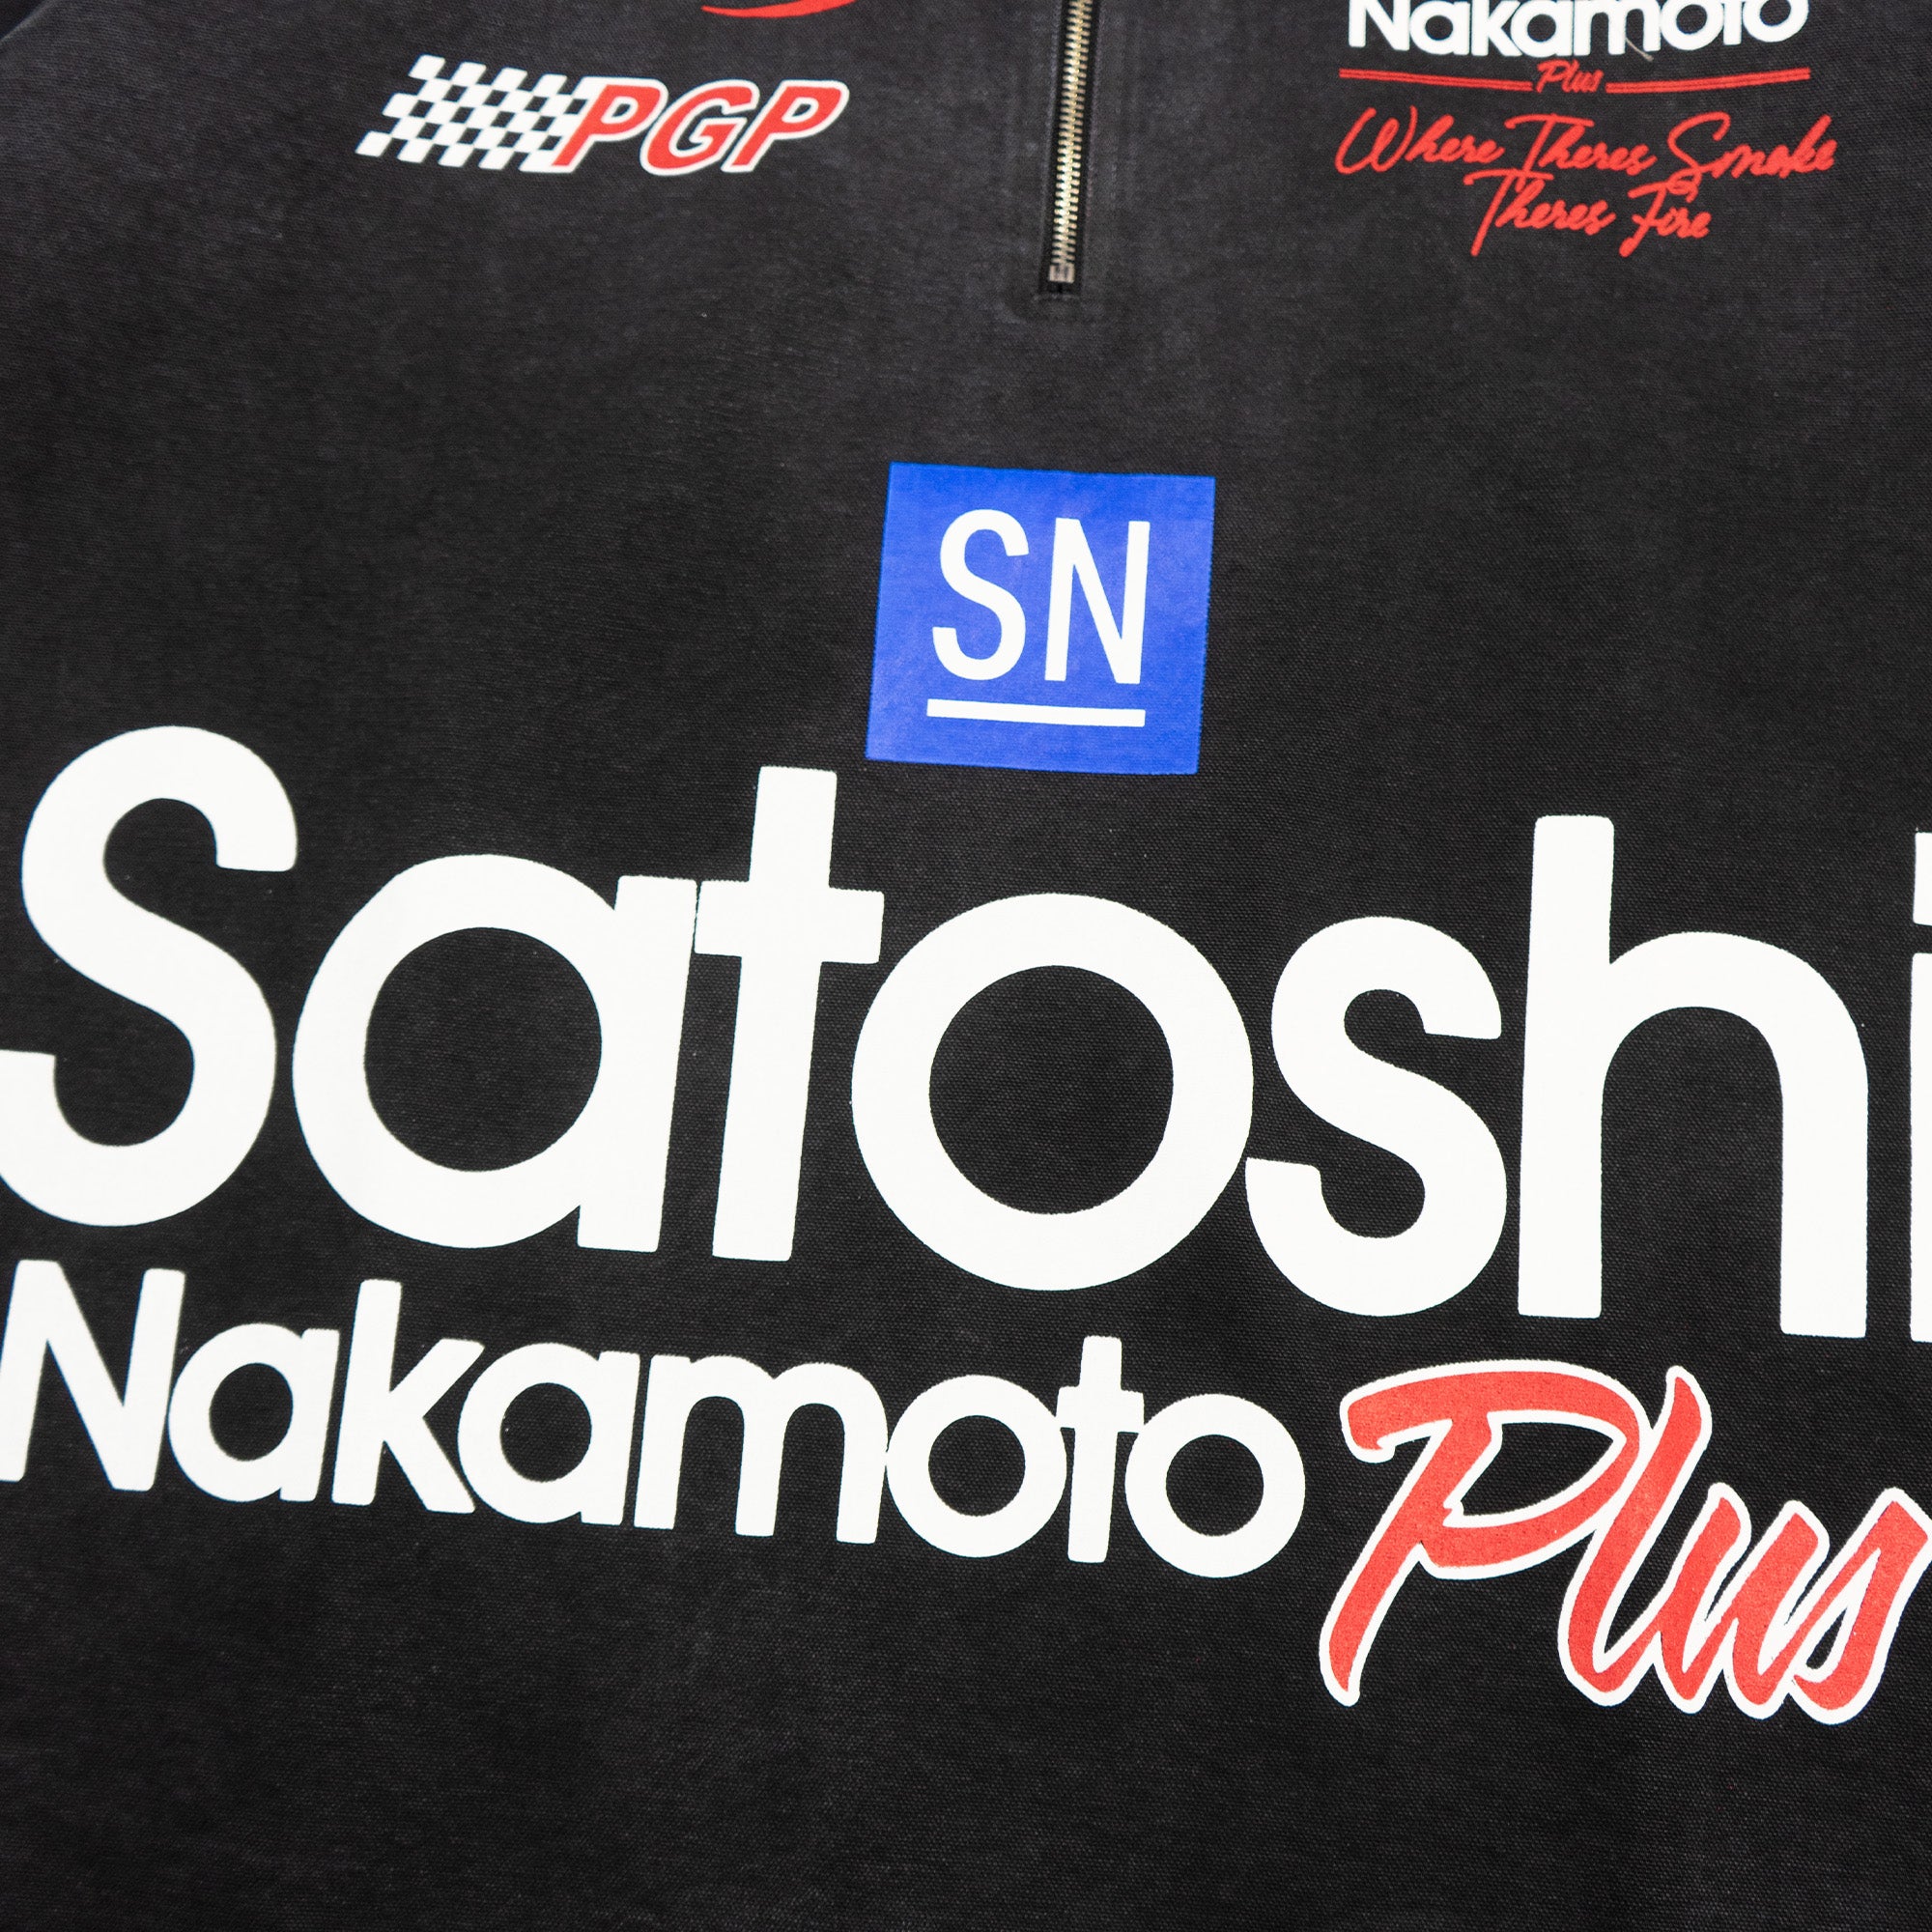 PGP
Nakamoto
Plus
Where Theres Smoke
Theres Fire
SN
Satoshi
Nakamoto Plus